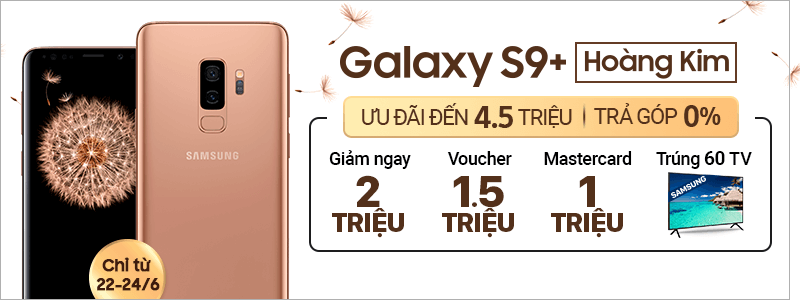 Galaxy S9+ Hoàng Kim
ƯU ĐÃI ĐẾN 4.5 TRIỆU | TRẢ GÓP 0%
Giảm ngay
2
TRIỆU
Voucher
1.5
TRIỆU
Mastercard
1
TRIỆU
Trúng 60 TV
SAMSUNG
SAMSUNG
Chỉ từ
22-24/6